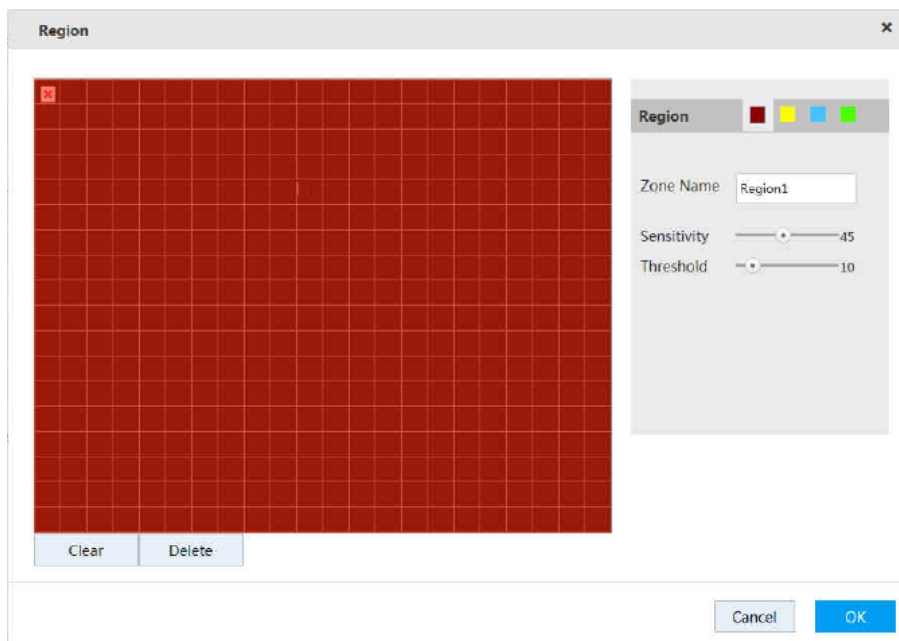 Region
Region
Zone Name Region1
Sensitivity 45
Threshold 10
Clear Delete
Cancel OK